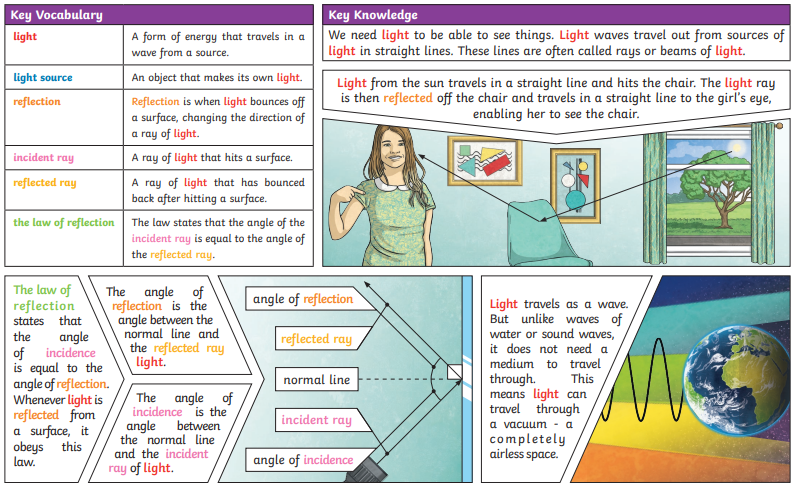 Key Vocabulary
light
A form of energy that travels in a
wave from a source.
light source
An object that makes its own light.
reflection
Reflection is when light bounces off
a surface, changing the direction of
a ray of light.
incident ray
A ray of light that hits a surface.
reflected ray
A ray of light that has bounced
back after hitting a surface.
the law of reflection
The law states that the angle of the
incident ray is equal to the angle of
the reflected ray.
Key Knowledge
We need light to be able to see things. Light waves travel out from sources of
light in straight lines. These lines are often called rays or beams of light.
Light from the sun travels in a straight line and hits the chair. The light ray
is then reflected off the chair and travels in a straight line to the girl's eye,
enabling her to see the chair.
The law of
reflection
states that
the angle
of incidence
is equal to the
angle of reflection.
Whenever light is
reflected from
a surface, it
obeys this
law.
The angle of
reflection is the
angle between the
normal line and
the reflected ray
light.
The angle of
incidence is the
angle between
the normal line
and the incident
ray of light.
angle of reflection
reflected ray
normal line
incident ray
angle of incidence
Light travels as a wave.
But unlike waves of
water or sound waves,
it does not need a
medium to travel
through. This
means light can
travel through
a vacuum - a
completely
airless space.